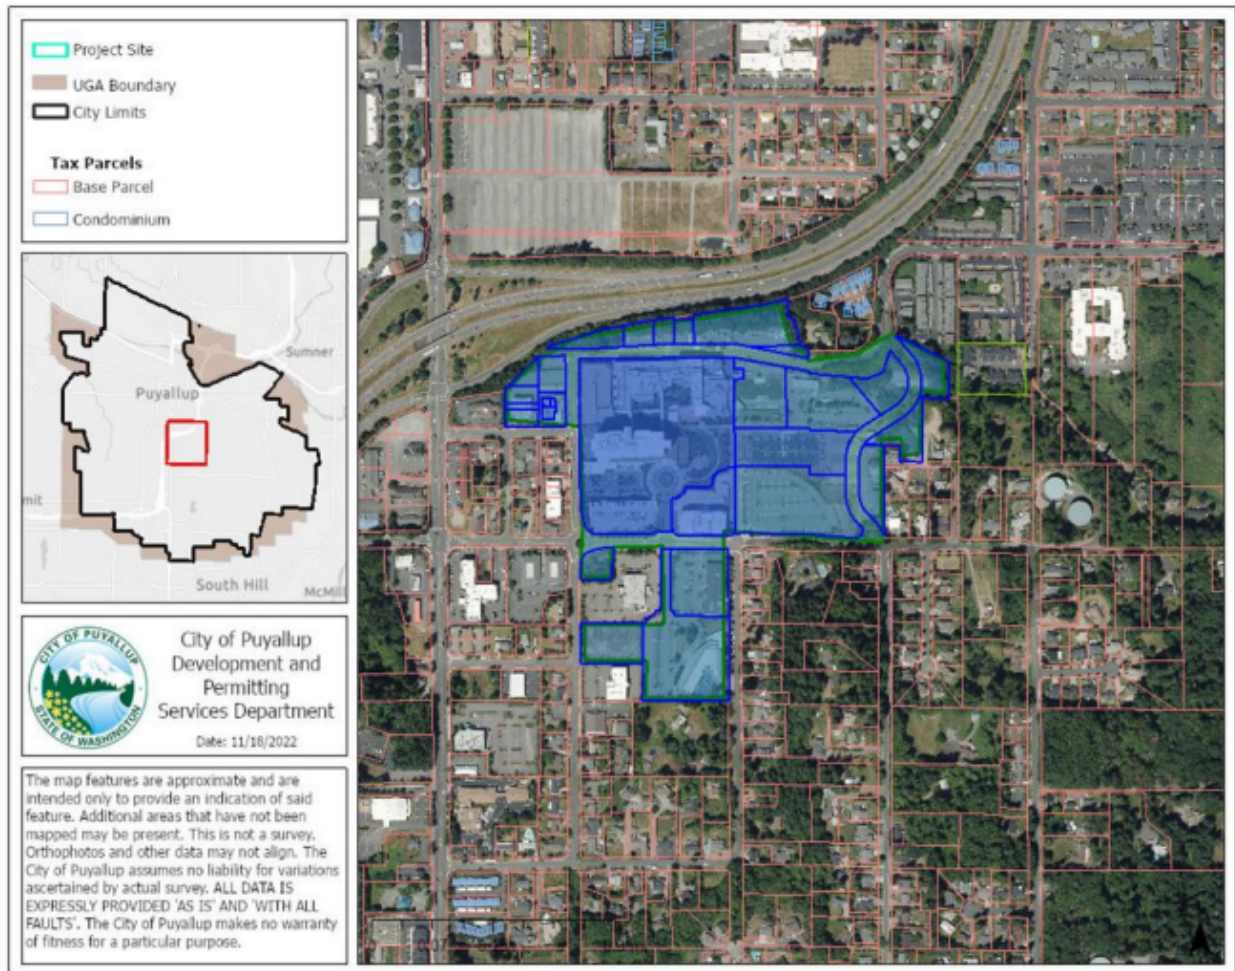 Project Site
UGA Boundary
City Limits
Tax Parcels
Base Parcel
Condominium
Sumner
Puyallup
mit
South Hill
McMill
CITY OF PUYALLUP
STATE OF WASHINGTON
City of Puyallup
Development and
Permitting
Services Department
Date: 11/18/2022
The map features are approximate and are
intended only to provide an indication of said
feature. Additional areas that have not been
mapped may be present. This is not a survey.
Orthophotos and other data may not align. The
City of Puyallup assumes no liability for variations
ascertained by actual survey. ALL DATA IS
EXPRESSLY PROVIDED 'AS IS' AND 'WITH ALL
FAULTS'. The City of Puyallup makes no warranty
of fitness for a particular purpose.